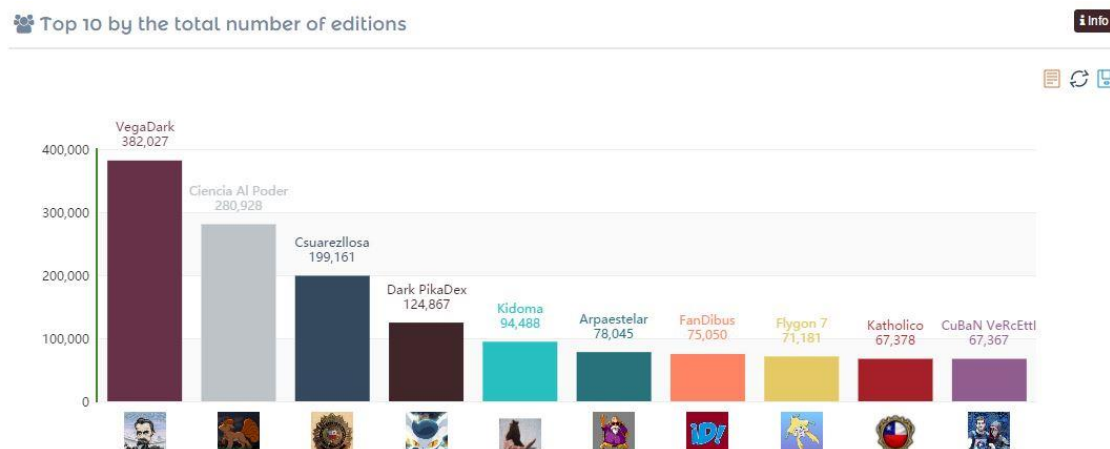 Top 10 by the total number of editions
i Info
VegaDark
382,027
Ciencia Al Poder
280,928
Csuarezllosa
199,161
Dark PikaDex
124,867
Kidoma
94,488
Arpaestelar
78,045
FanDibus
75,050
Flygon 7
71,181
Katholico
67,378
CuBaN VeRcEttI
67,367
400,000
300,000
200,000
100,000
0
¡D!